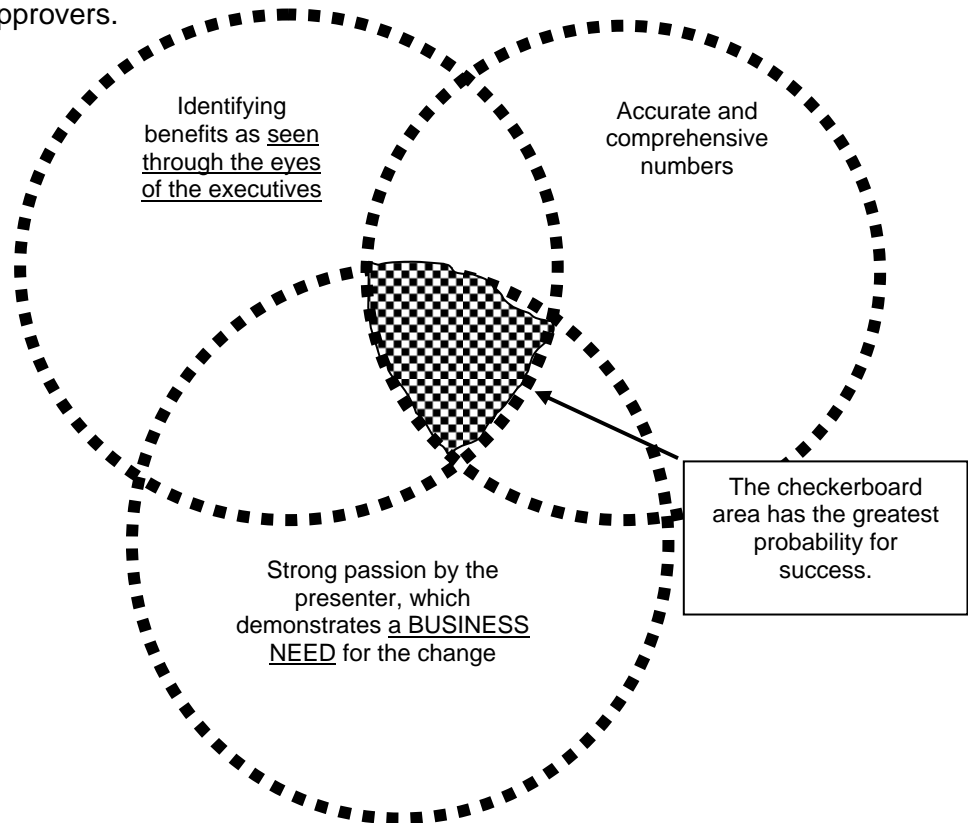 pprovers.
Identifying
benefits as seen
through the eyes
of the executives
Accurate and
comprehensive
numbers
The checkerboard
area has the greatest
probability for
success.
Strong passion by the
presenter, which
demonstrates a BUSINESS
NEED for the change